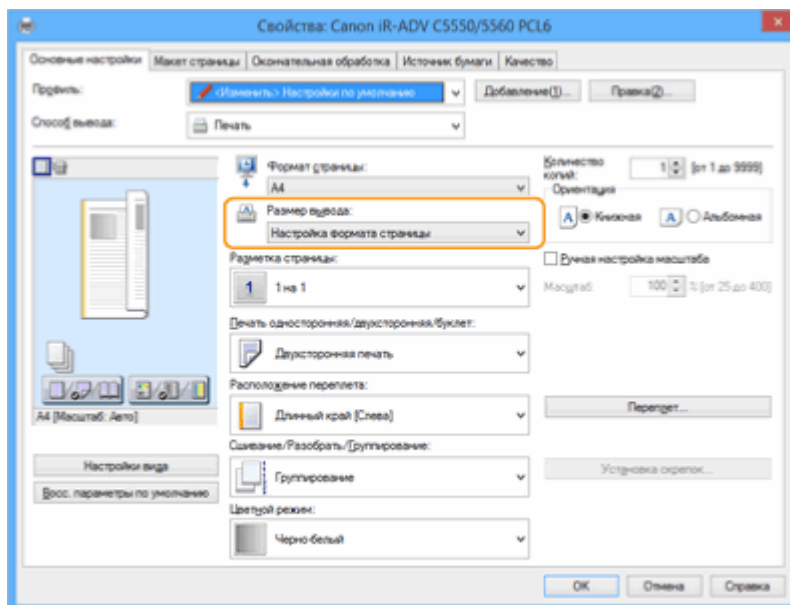 Свойства: Canon iR-ADV C5550/5560 PCL6
Основные настройки Макет страницы Окончательная обработка Источник бумаги Качество
Профиль: <Изменить> Настройки по умолчанию Добавление(1)... Правка(2)...
Способ вывода: Печать
Формат страницы:
A4
Размер вывода:
Настройка формата страницы
Количество копий: 1 [от 1 до 9999]
Ориентация
A Книжная A Альбомная
Разметка страницы:
1 1 на 1
Ручная настройка масштаба
Масштаб: 100 % [от 25 до 400]
Печать односторонняя/двухсторонняя/буклет:
Двухсторонняя печать
A4 [Масштаб: Авто]
Расположение переплета:
Длинный край [Слева]
Переплет...
Настройки вида
Восс. параметры по умолчанию
Сшивание/Разобрать/Группирование:
Группирование
Установка скрепок...
Цветной режим:
Черно-белый
OK Отмена Справка